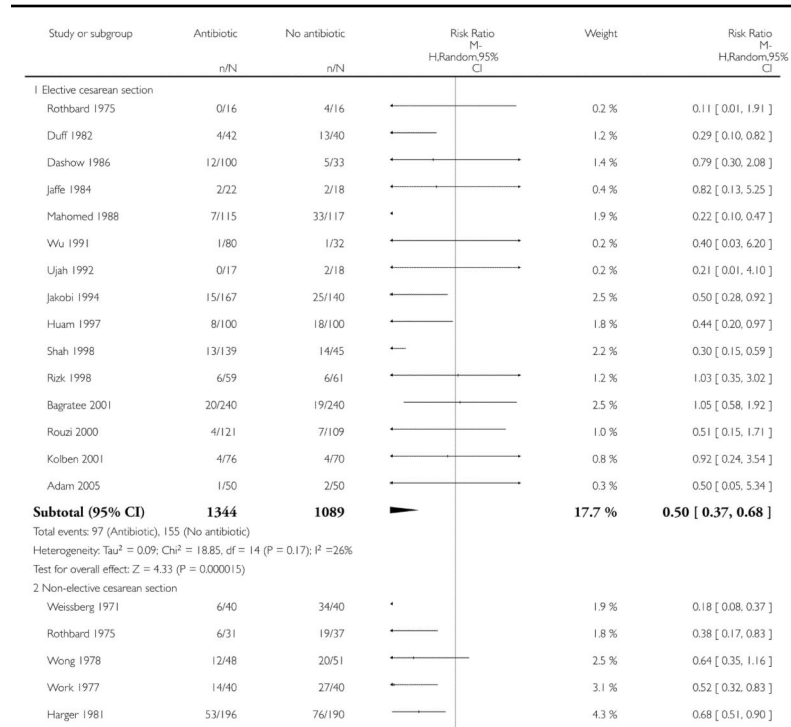 Study or subgroup Antibiotic No antibiotic Risk Ratio Weight Risk Ratio
M- M-
H,Random,95% H,Random,95%
n/N n/N CI CI
1 Elective cesarean section
Rothbard 1975 0/16 4/16 0.2 % 0.11 [ 0.01, 1.91 ]
Duff 1982 4/42 13/40 1.2 % 0.29 [ 0.10, 0.82 ]
Dashow 1986 12/100 5/33 1.4 % 0.79 [ 0.30, 2.08 ]
Jaffe 1984 2/22 2/18 0.4 % 0.82 [ 0.13, 5.25 ]
Mahomed 1988 7/115 33/117 1.9 % 0.22 [ 0.10, 0.47 ]
Wu 1991 1/80 1/32 0.2 % 0.40 [ 0.03, 6.20 ]
Ujah 1992 0/17 2/18 0.2 % 0.21 [ 0.01, 4.10 ]
Jakobi 1994 15/167 25/140 2.5 % 0.50 [ 0.28, 0.92 ]
Huam 1997 8/100 18/100 1.8 % 0.44 [ 0.20, 0.97 ]
Shah 1998 13/139 14/45 2.2 % 0.30 [ 0.15, 0.59 ]
Rizk 1998 6/59 6/61 1.2 % 1.03 [ 0.35, 3.02 ]
Bagratee 2001 20/240 19/240 2.5 % 1.05 [ 0.58, 1.92 ]
Rouzi 2000 4/121 7/109 1.0 % 0.51 [ 0.15, 1.71 ]
Kolben 2001 4/76 4/70 0.8 % 0.92 [ 0.24, 3.54 ]
Adam 2005 1/50 2/50 0.3 % 0.50 [ 0.05, 5.34 ]
Subtotal (95% CI) 1344 1089 17.7 % 0.50 [ 0.37, 0.68 ]
Total events: 97 (Antibiotic), 155 (No antibiotic)
Heterogeneity: Tau² = 0.09; Chi² = 18.85, df = 14 (P = 0.17); I² =26%
Test for overall effect: Z = 4.33 (P = 0.000015)
2 Non-elective cesarean section
Weissberg 1971 6/40 34/40 1.9 % 0.18 [ 0.08, 0.37 ]
Rothbard 1975 6/31 19/37 1.8 % 0.38 [ 0.17, 0.83 ]
Wong 1978 12/48 20/51 2.5 % 0.64 [ 0.35, 1.16 ]
Work 1977 14/40 27/40 3.1 % 0.52 [ 0.32, 0.83 ]
Harger 1981 53/196 76/190 4.3 % 0.68 [ 0.51, 0.90 ]